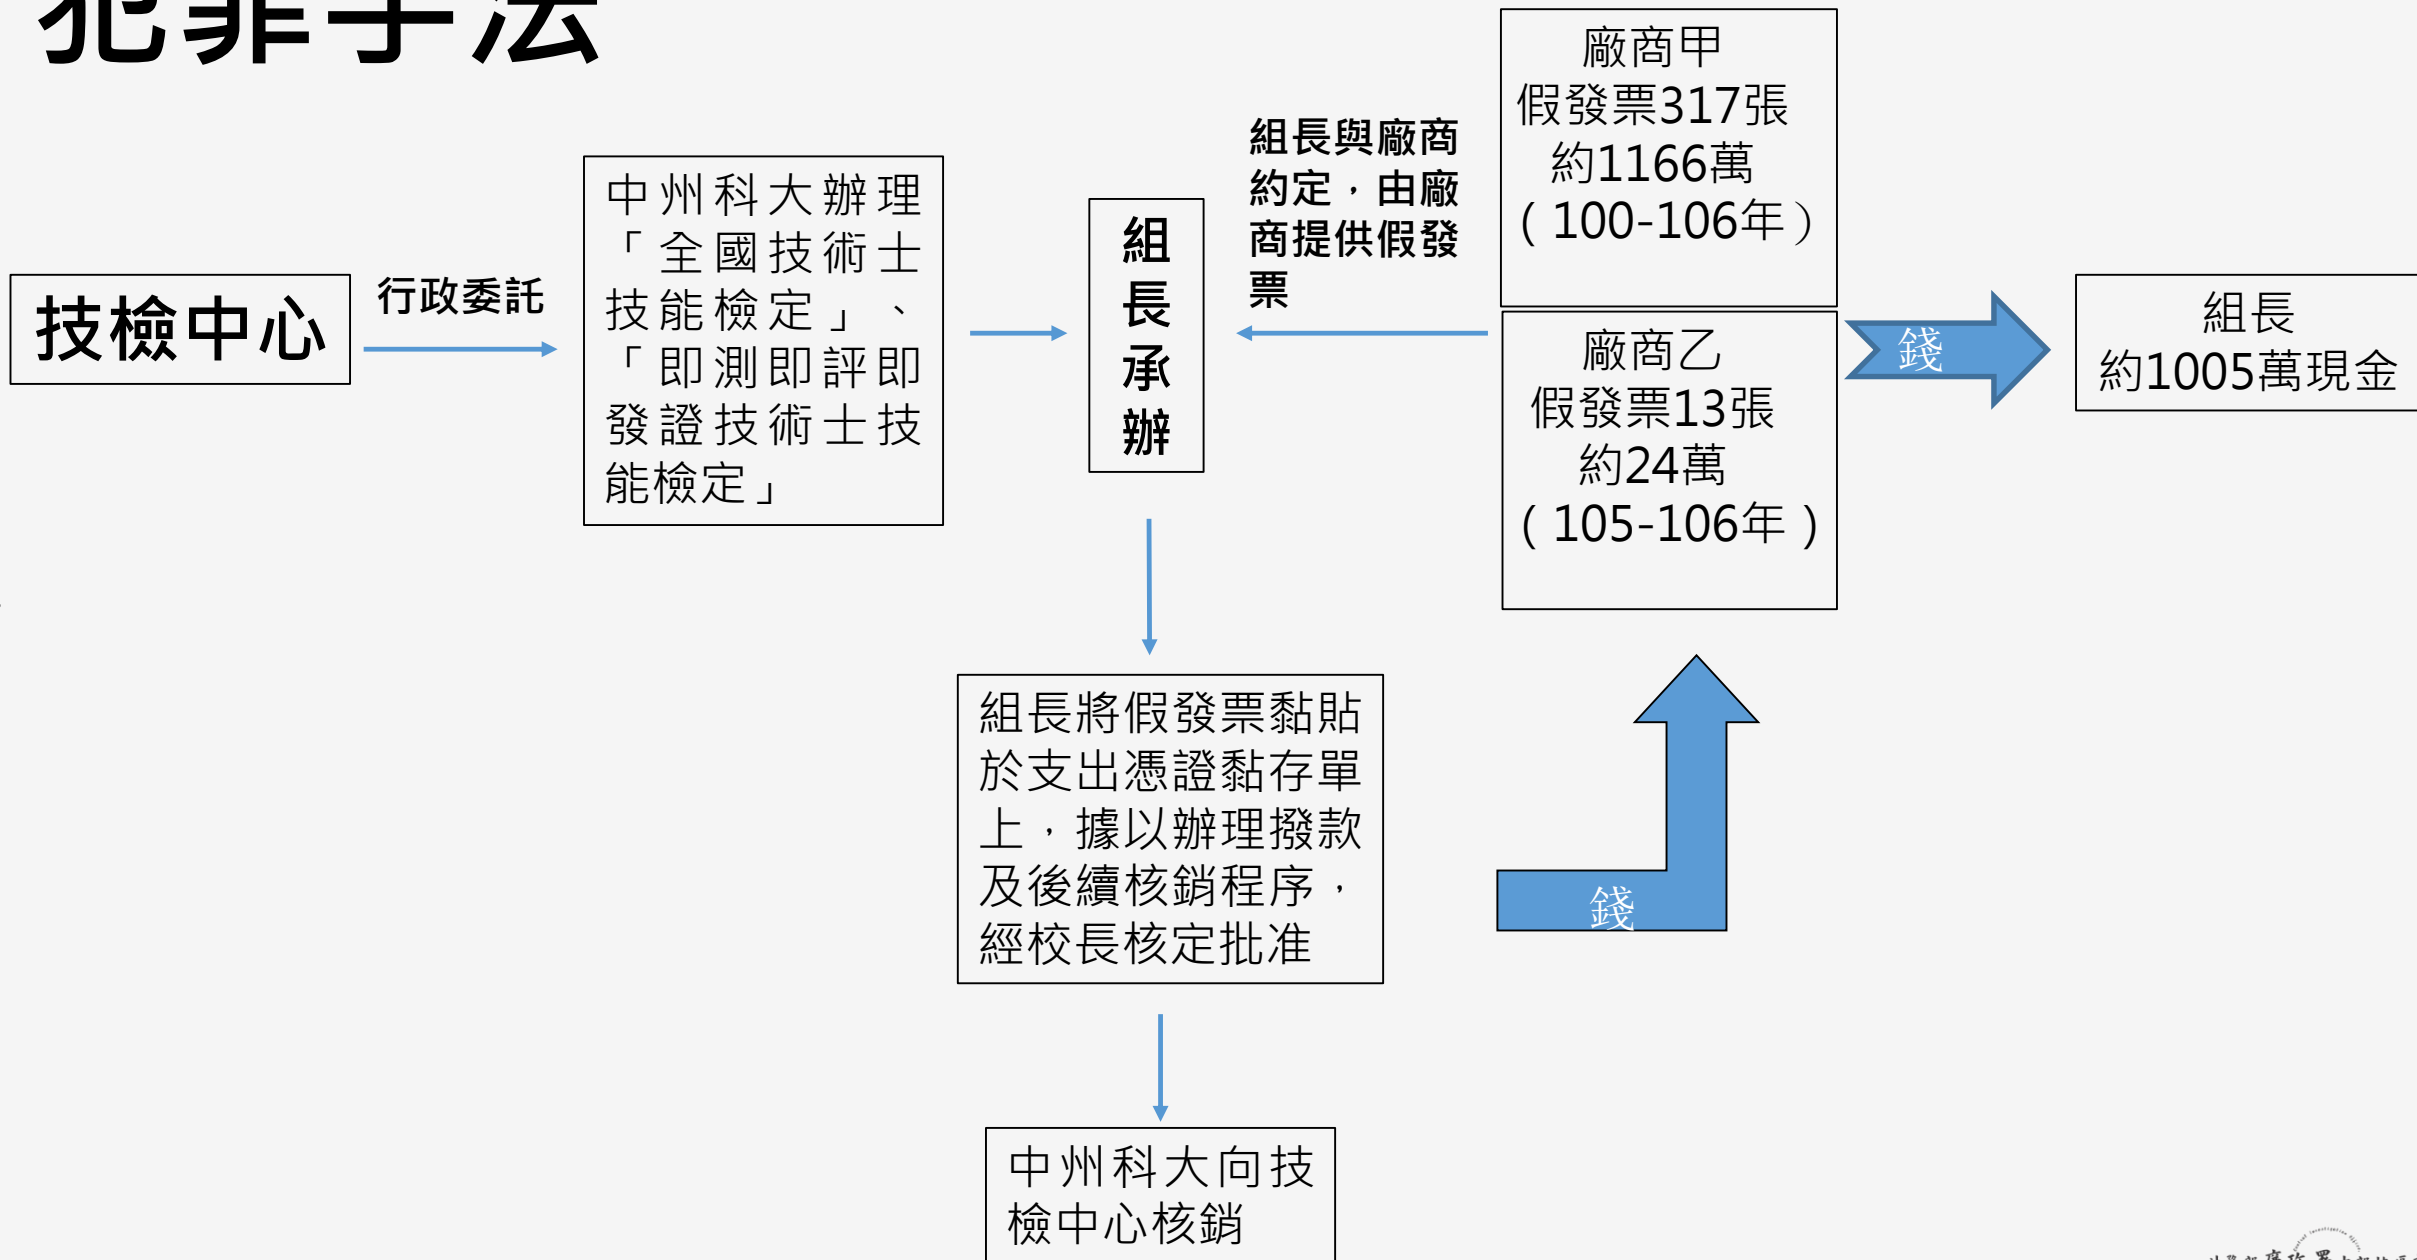 犯罪手法
技檢中心
行政委託
中州科大辦理
「全國技術士
技能檢定」、
「即測即評即
發證技術士技
能檢定」
組
長
承
辦
組長與廠商
約定，由廠
商提供假發
票
廠商甲
假發票317張
約1166萬
（100-106年）
廠商乙
假發票13張
約24萬
（105-106年）
錢
組長
約1005萬現金
組長將假發票黏貼
於支出憑證黏存單
上，據以辦理撥款
及後續核銷程序，
經校長核定批准
錢
中州科大向技
檢中心核銷